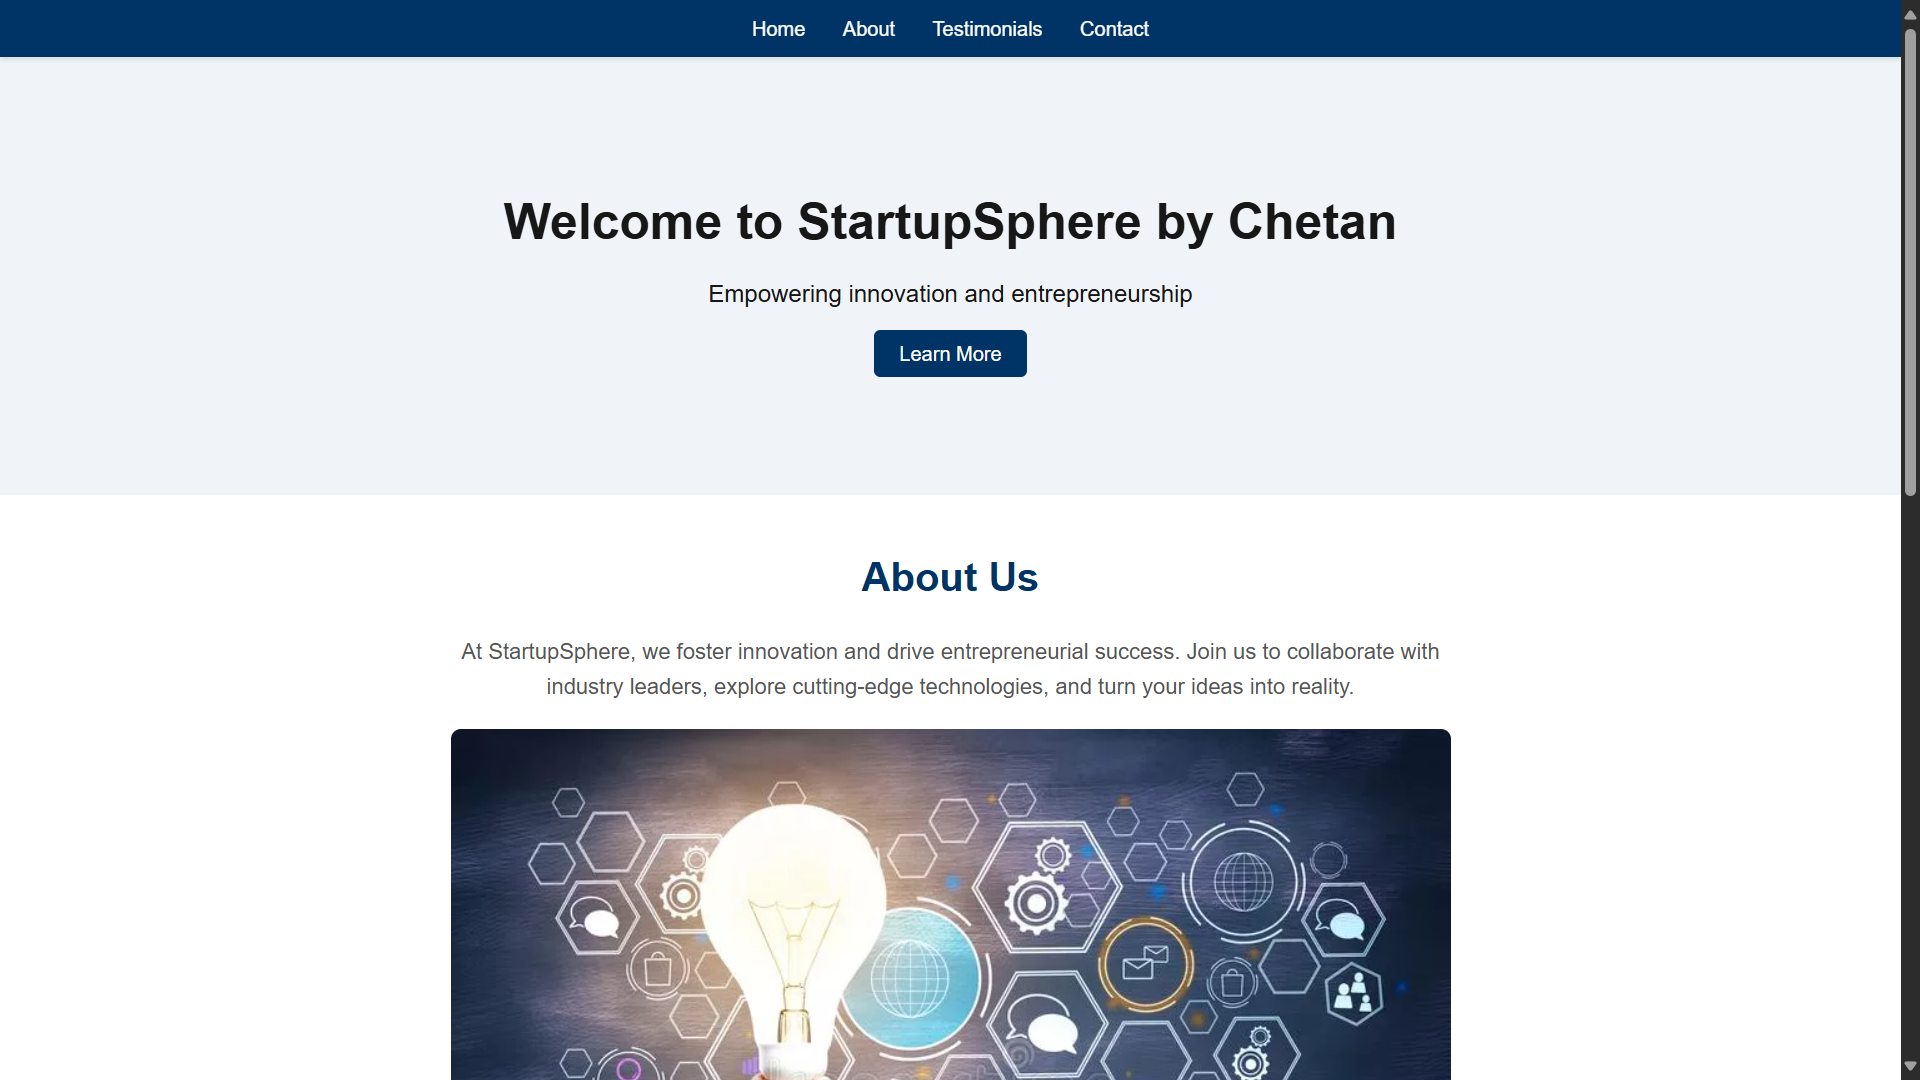 Home
About
Testimonials
Contact
Welcome to StartupSphere by Chetan
Empowering innovation and entrepreneurship
Learn More
About Us
At StartupSphere, we foster innovation and drive entrepreneurial success. Join us to collaborate with
industry leaders, explore cutting-edge technologies, and turn your ideas into reality.